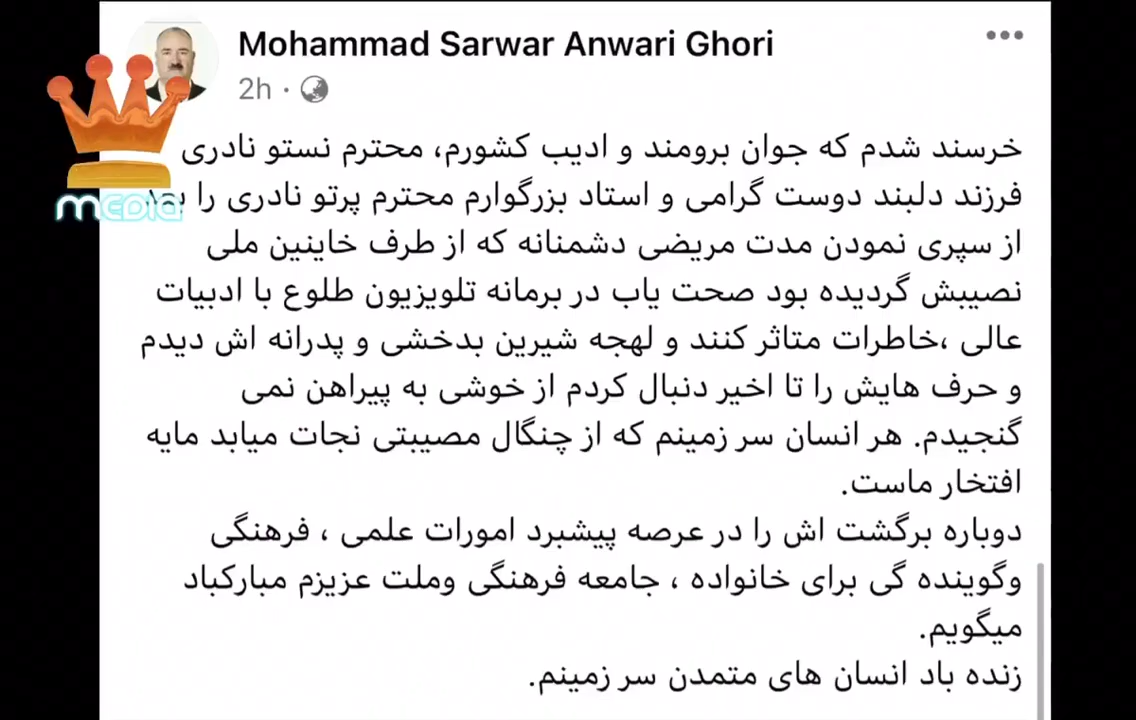 Mohammad Sarwar Anwari Ghori
2h ·
خرسند شدم که جوان برومند و ادیب کشورم، محترم نستو نادری
فرزند دلبند دوست گرامی و استاد بزرگوارم محترم پرتو نادری را بعد
از سپری نمودن مدت مریضی دشمنانه که از طرف خاینین ملی
نصیبش گردیده بود صحت یاب در برمانه تلویزیون طلوع با ادبیات
عالی ،خاطرات متاثر کنند و لهجه شیرین بدخشی و پدرانه اش دیدم
و حرف هایش را تا اخیر دنبال کردم از خوشی به پیراهن نمی
گنجیدم. هر انسان سر زمینم که از چنگال مصیبتی نجات میابد مایه
افتخار ماست.
دوباره برگشت اش را در عرصه پیشبرد امورات علمی ، فرهنگی
وگوینده گی برای خانواده ، جامعه فرهنگی وملت عزیزم مبارکباد
میگویم.
زنده باد انسان های متمدن سر زمینم.
MEDIA